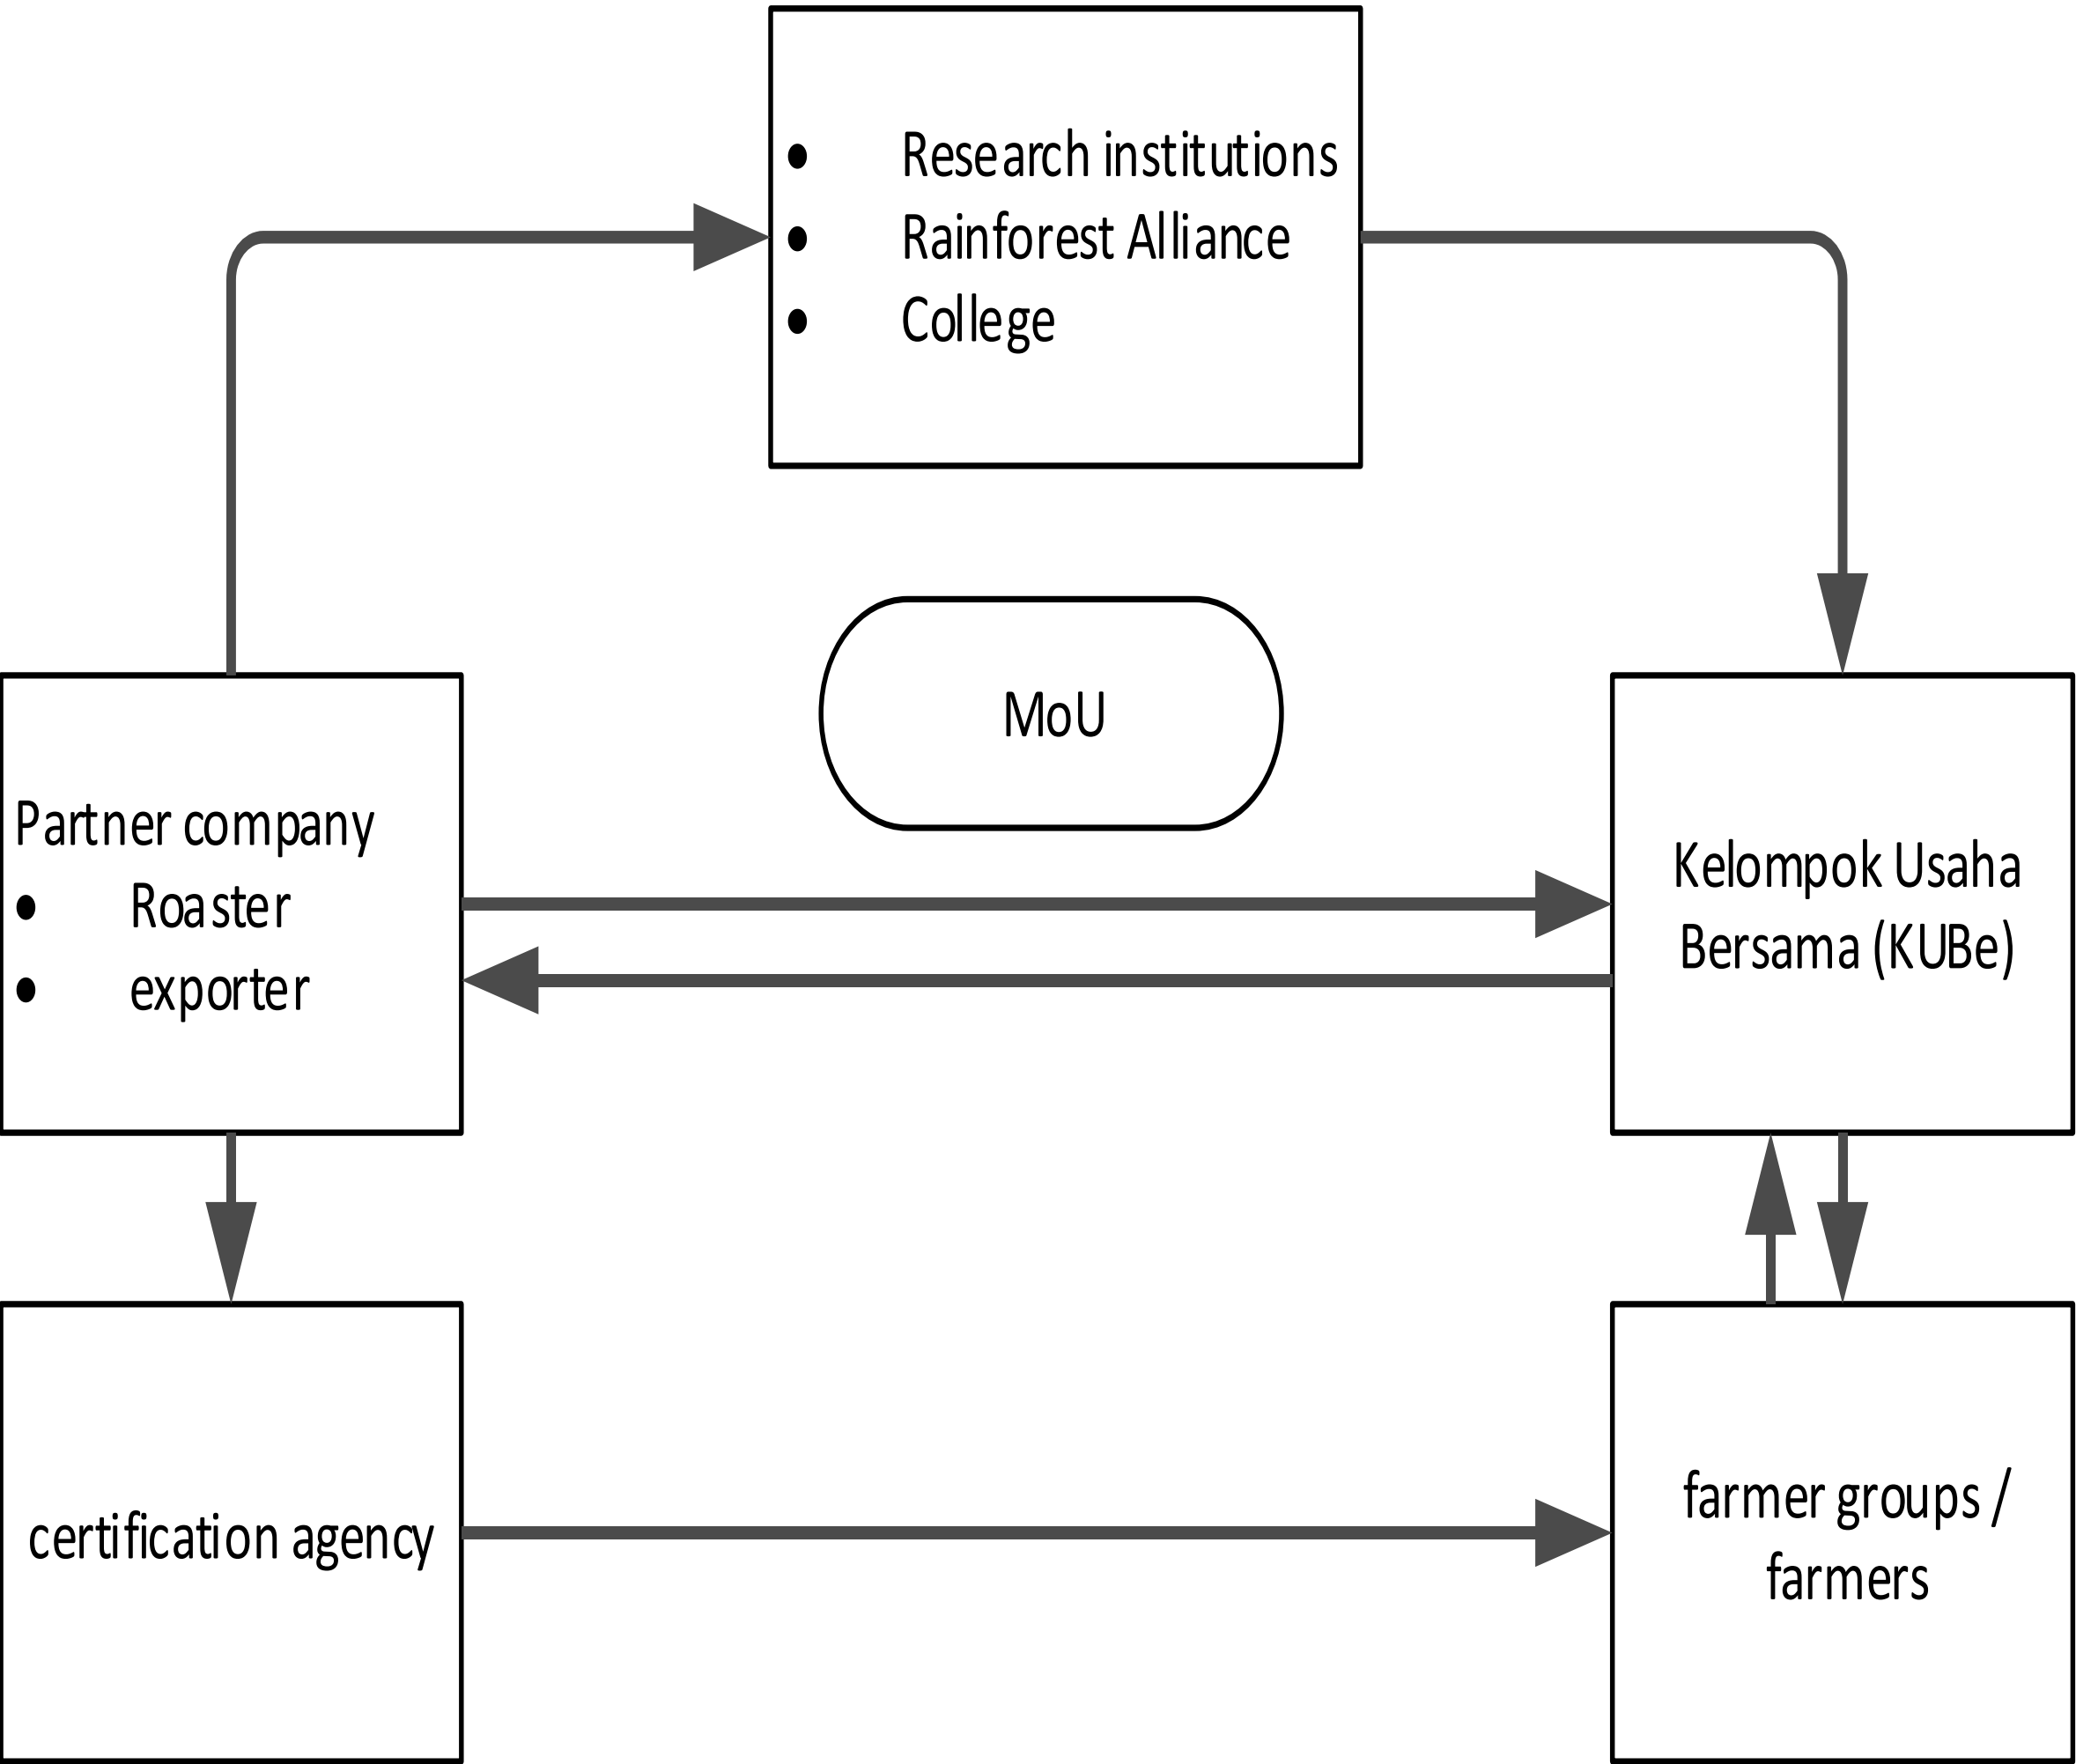 • Research institutions
• Rainforest Alliance
• College
MoU
Partner company
• Roaster
• exporter
Kelompok Usaha
Bersama (KUBe)
certification agency
farmer groups /
farmers